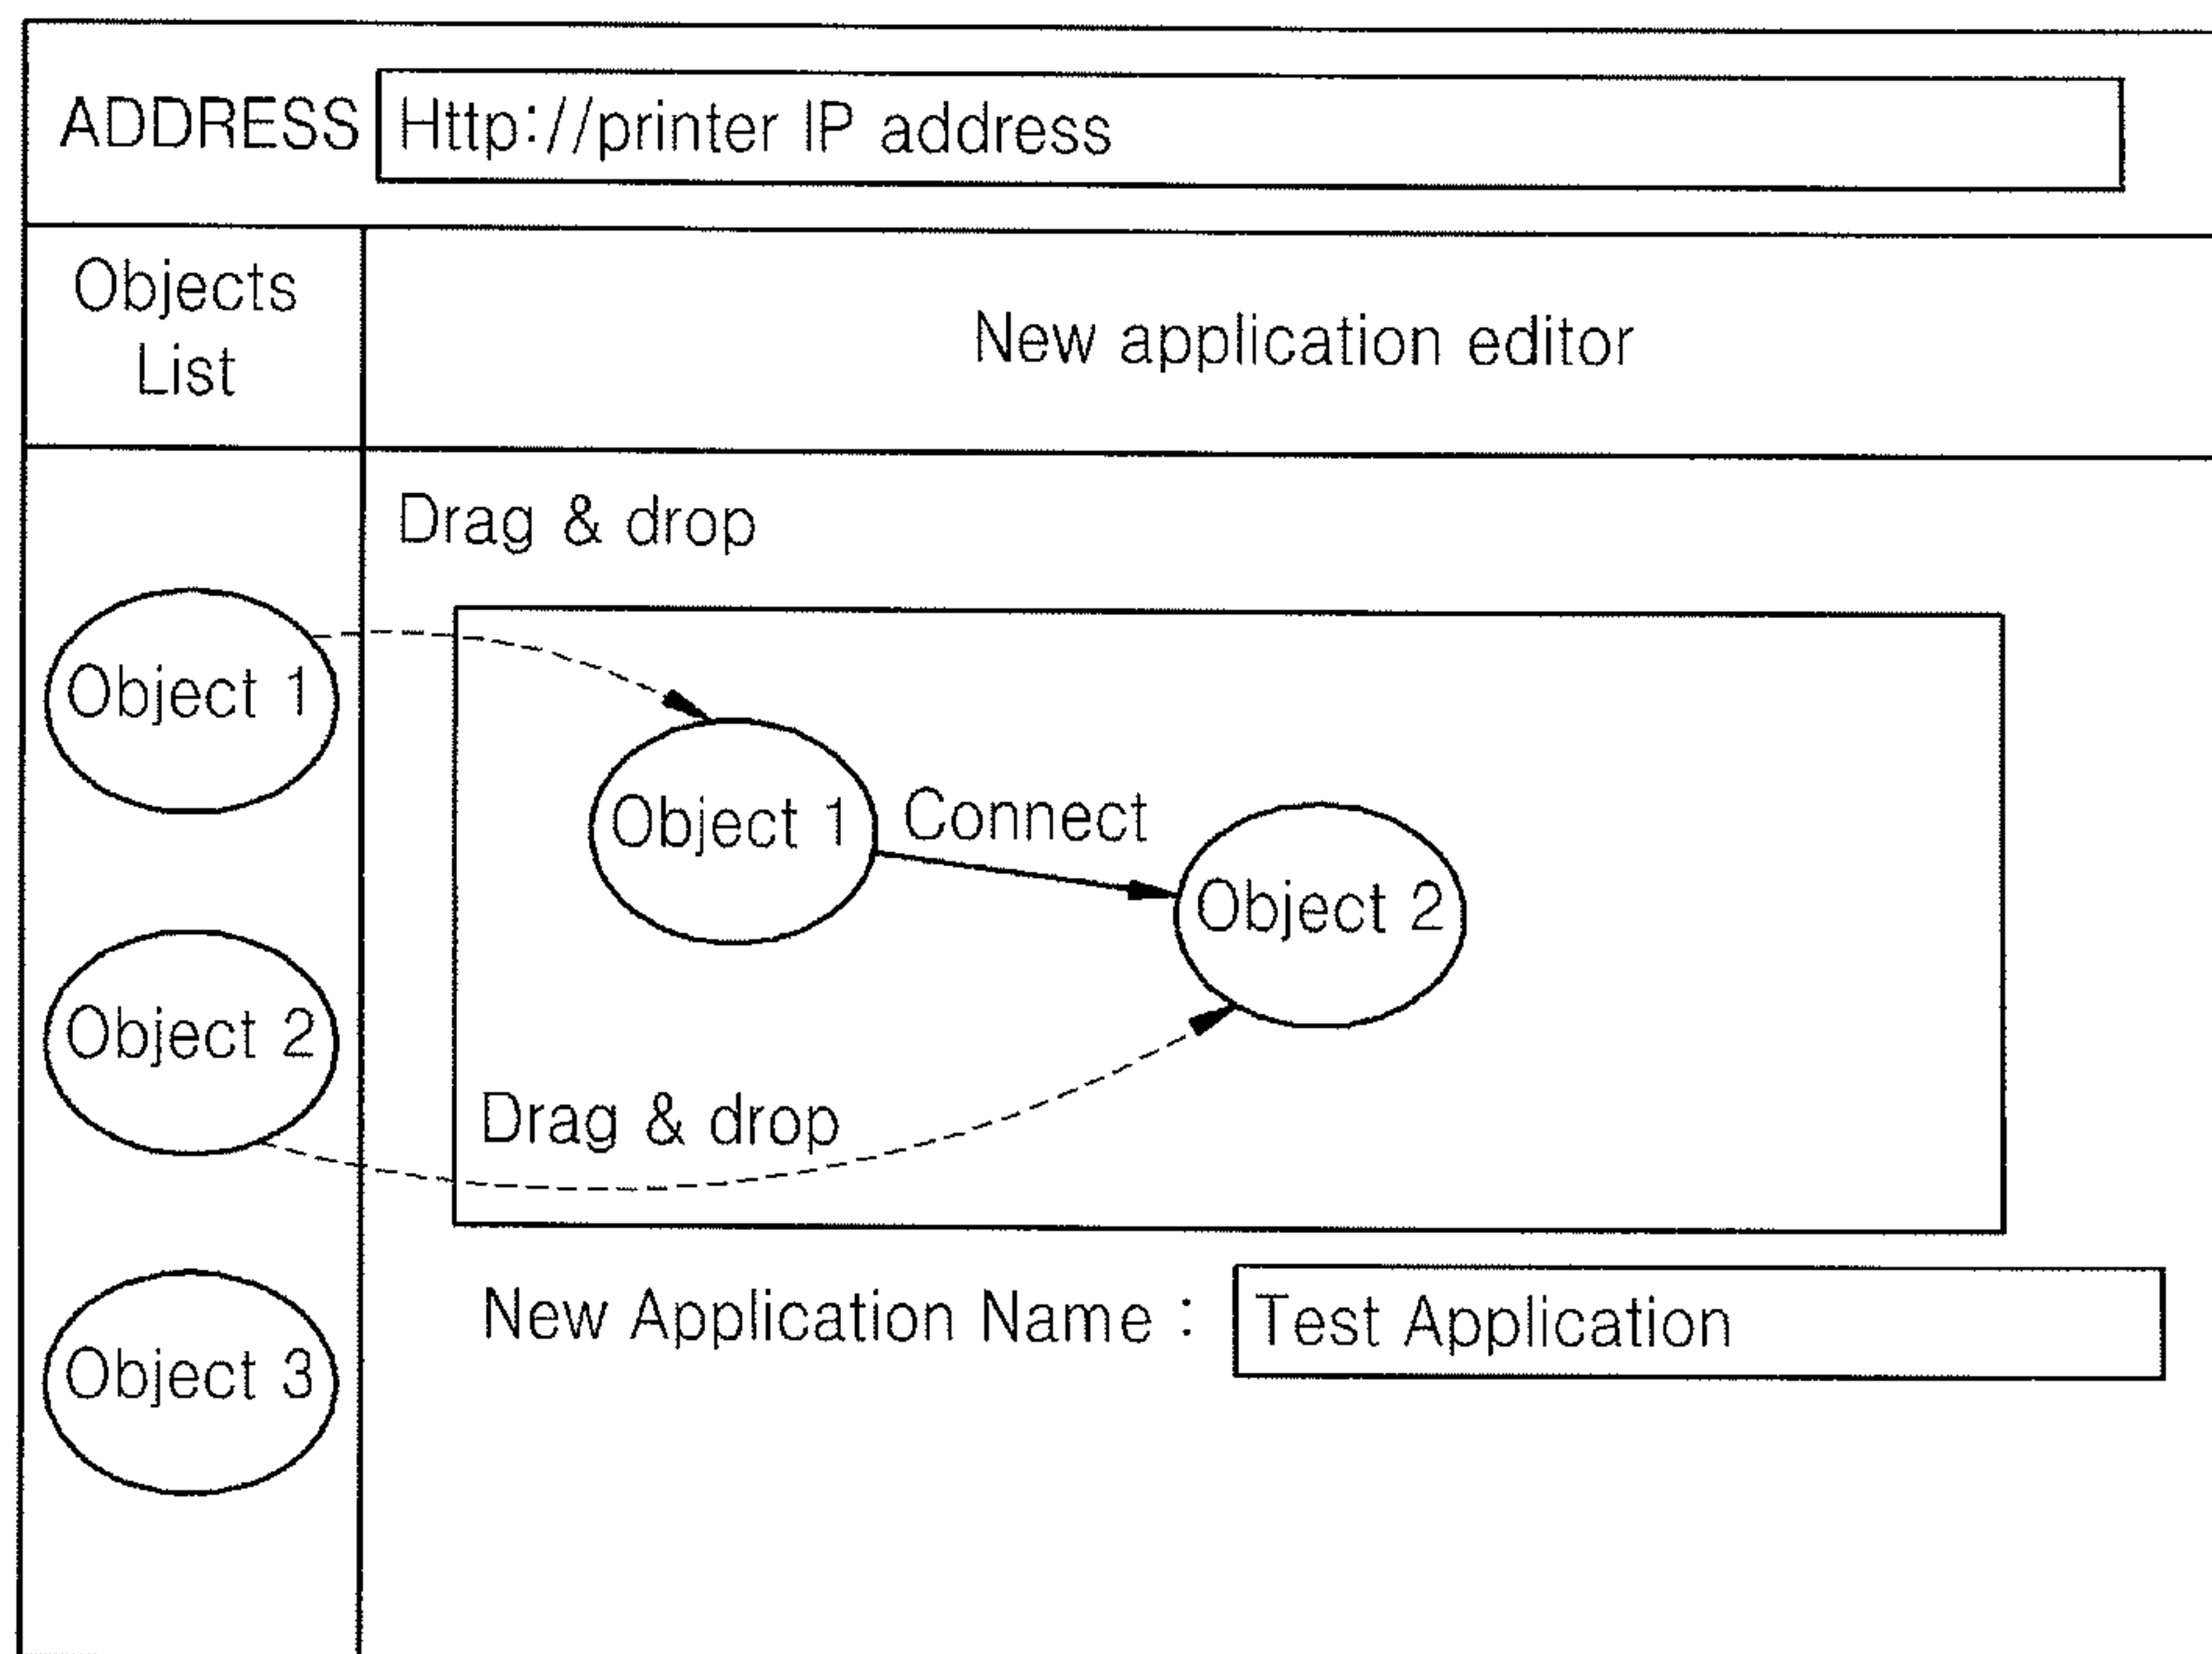 ADDRESS Http://printer IP address
Objects
List
New application editor
Drag & drop
Object 1
Object 1
Connect
Object 2
Object 2
Drag & drop
New Application Name : Test Application
Object 3